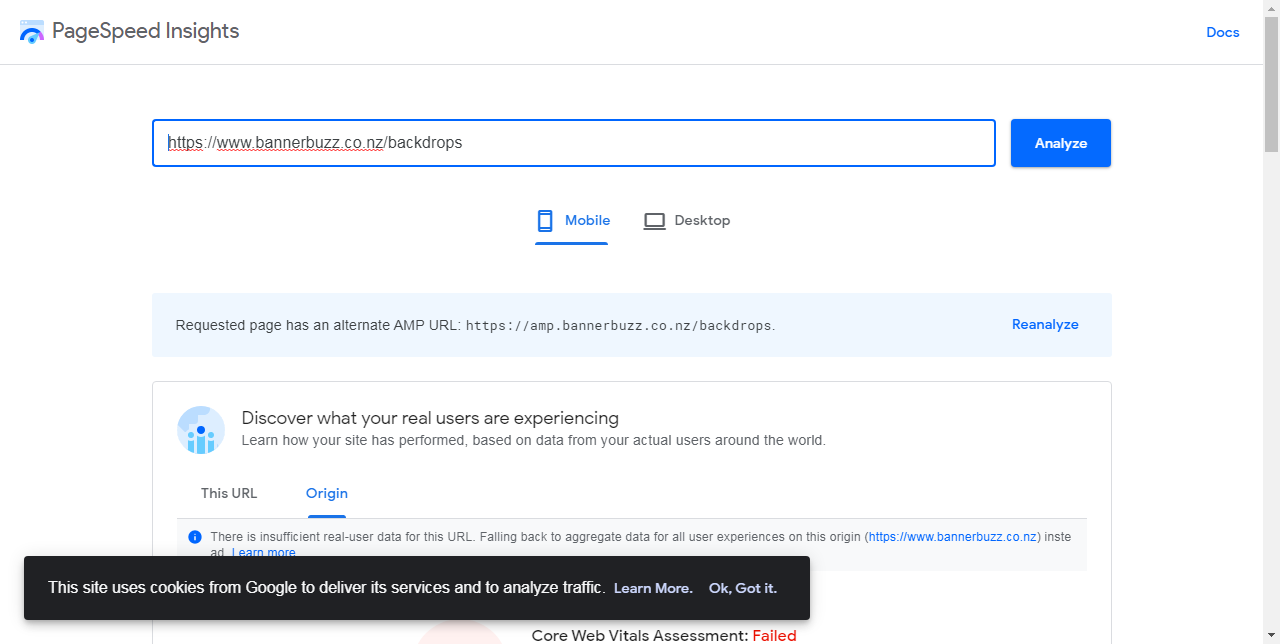 PageSpeed Insights
Docs
https://www.bannerbuzz.co.nz/backdrops
Analyze
Mobile
Desktop
Requested page has an alternate AMP URL: https://amp.bannerbuzz.co.nz/backdrops.
Reanalyze
Discover what your real users are experiencing
Learn how your site has performed, based on data from your actual users around the world.
This URL
Origin
There is insufficient real-user data for this URL. Falling back to aggregate data for all user experiences on this origin (https://www.bannerbuzz.co.nz) inste
ad. Learn more
This site uses cookies from Google to deliver its services and to analyze traffic. Learn More. Ok, Got it.
Core Web Vitals Assessment: Failed